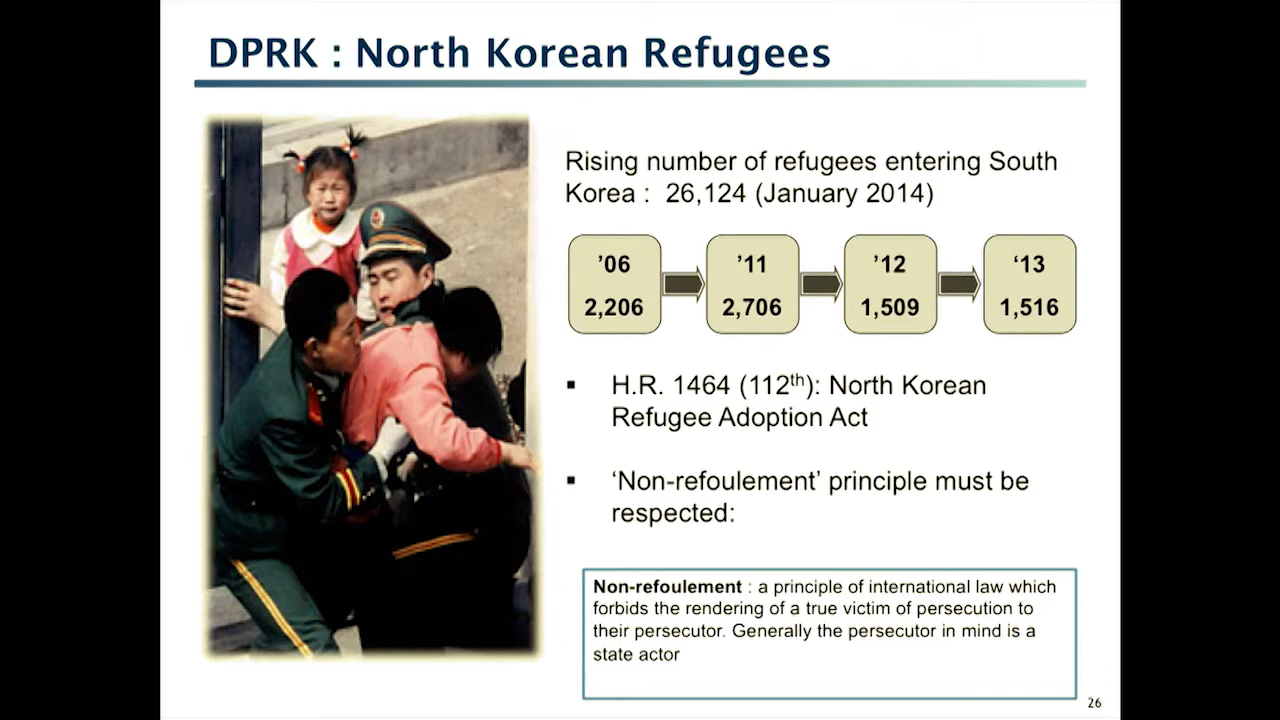 DPRK : North Korean Refugees
Rising number of refugees entering South
Korea : 26,124 (January 2014)
’06
2,206
’11
2,706
’12
1,509
‘13
1,516
▪ H.R. 1464 (112th): North Korean
Refugee Adoption Act
▪ ‘Non-refoulement’ principle must be
respected:
Non-refoulement : a principle of international law which
forbids the rendering of a true victim of persecution to
their persecutor. Generally the persecutor in mind is a
state actor
26